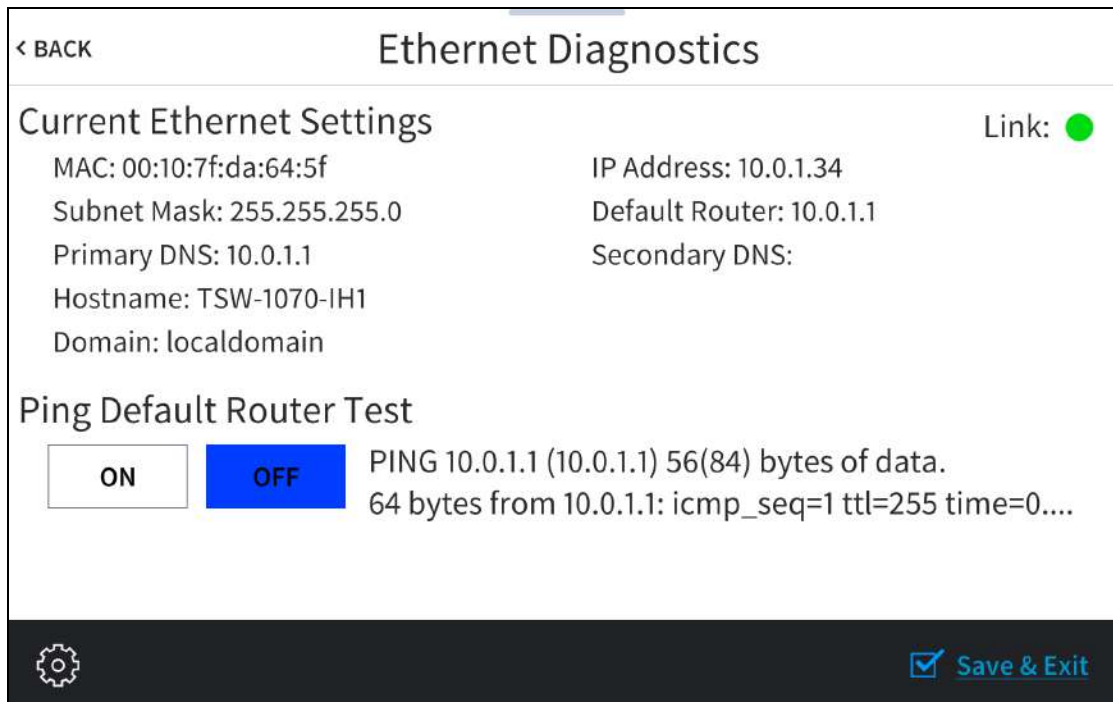 < BACK
Ethernet Diagnostics
Current Ethernet Settings
Link:
MAC: 00:10:7f:da:64:5f
IP Address: 10.0.1.34
Subnet Mask: 255.255.255.0
Default Router: 10.0.1.1
Primary DNS: 10.0.1.1
Secondary DNS:
Hostname: TSW-1070-IH1
Domain: localdomain
Ping Default Router Test
ON
OFF
PING 10.0.1.1 (10.0.1.1) 56(84) bytes of data.
64 bytes from 10.0.1.1: icmp_seq=1 ttl=255 time=0....
Save & Exit